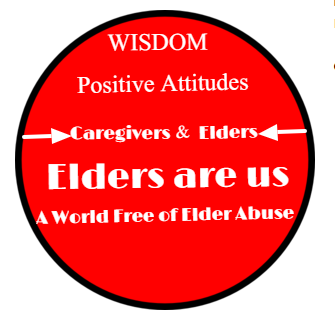 WISDOM
Positive Attitudes
Caregivers & Elders
Elders are us
A World Free of Elder Abuse